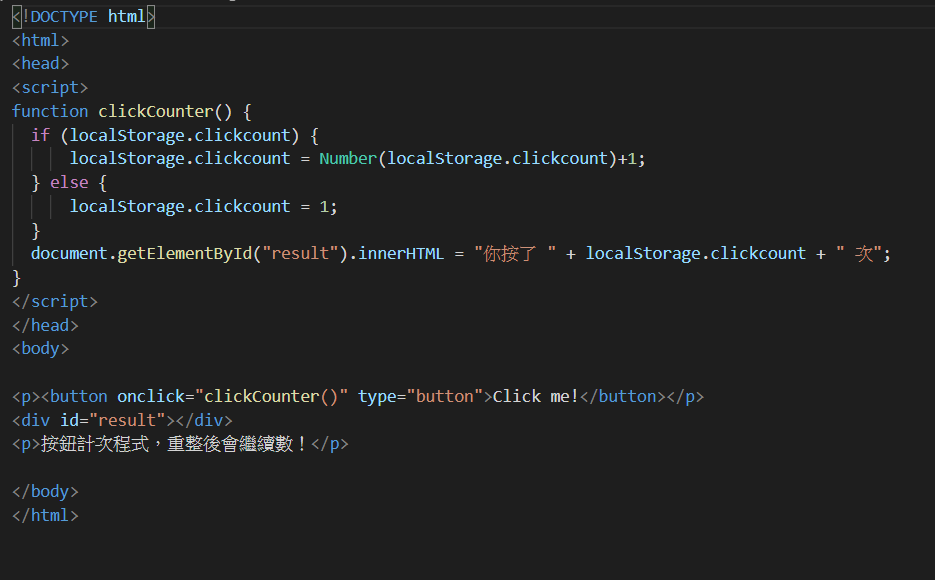 <!DOCTYPE html>
<html>
<head>
<script>
function clickCounter() {
if (localStorage.clickcount) {
localStorage.clickcount = Number(localStorage.clickcount)+1;
} else {
localStorage.clickcount = 1;
}
document.getElementById("result").innerHTML = "你按了 " + localStorage.clickcount + " 次";
}
</script>
</head>
<body>
<p><button onclick="clickCounter()" type="button">Click me!</button></p>
<div id="result"></div>
<p>按鈕計次程式，重整後會繼續數！</p>
</body>
</html>